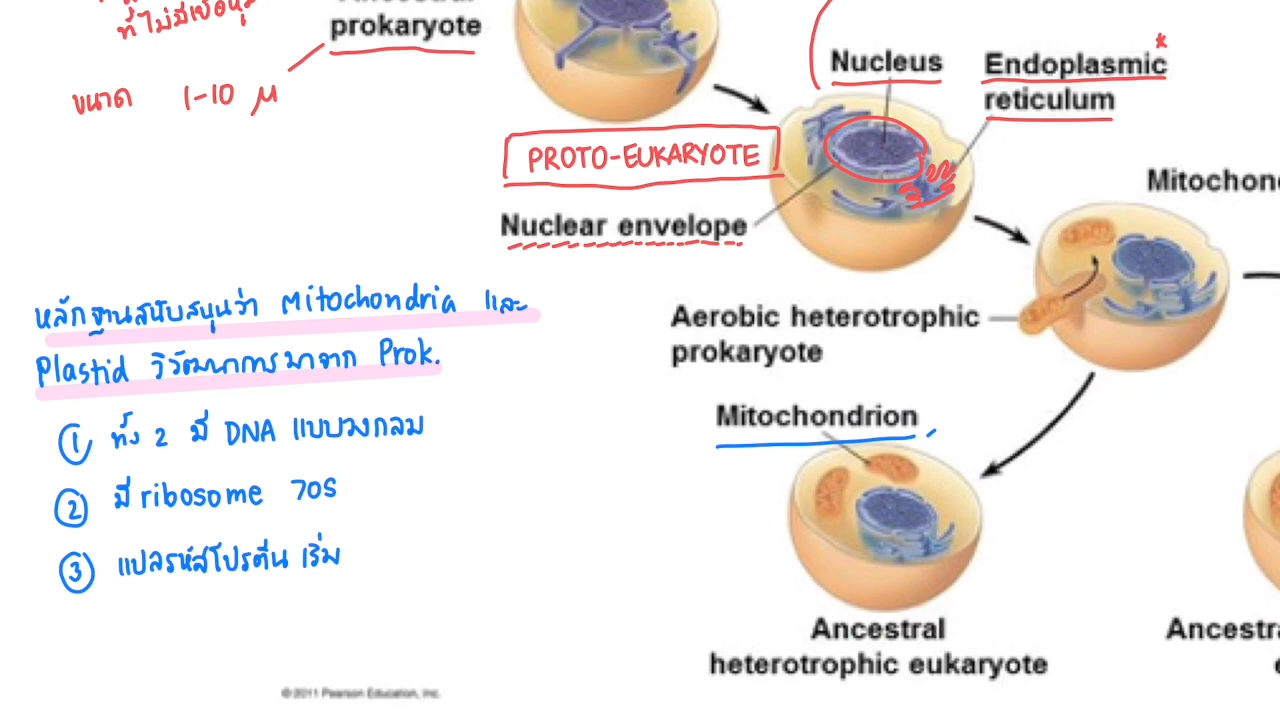 ที่ไม่มีเยื่อหุ้ม
prokaryote
ขนาด 1-10 μ
Nucleus
Endoplasmic*
reticulum
PROTO-EUKARYOTE
Nuclear envelope
หลักฐานสนับสนุนว่า Mitochondria และ
Plastid วิวัฒนาการมาจาก Prok.
① ทั้ง 2 มี DNA แบบวงกลม
② มี ribosome 70S
③ แปลรหัสโปรตีน เริ่ม
Aerobic heterotrophic
prokaryote
Mitochondrion
Ancestral
heterotrophic eukaryote
© 2011 Pearson Education, Inc.